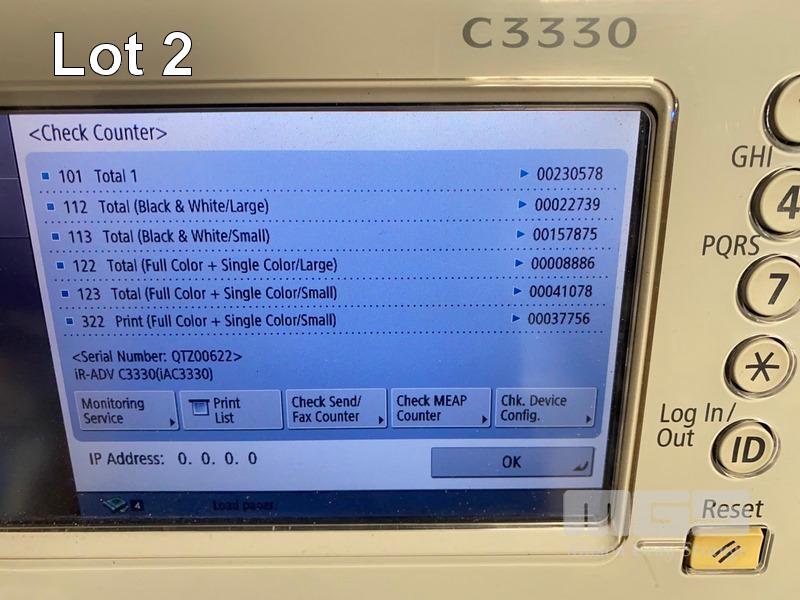 Lot 2
C3330
<Check Counter>
101 Total 1 00230578
112 Total (Black & White/Large) 00022739
113 Total (Black & White/Small) 00157875
122 Total (Full Color + Single Color/Large) 00008886
123 Total (Full Color + Single Color/Small) 00041078
322 Print (Full Color + Single Color/Small) 00037756
<Serial Number: QTZ00622>
iR-ADV C3330(iAC3330)
Monitoring Service
Print List
Check Send/ Fax Counter
Check MEAP Counter
Chk. Device Config.
IP Address: 0. 0. 0. 0
OK
4 Load paper
GHI
4
PQRS
7
*
Log In/
Out
ID
Reset